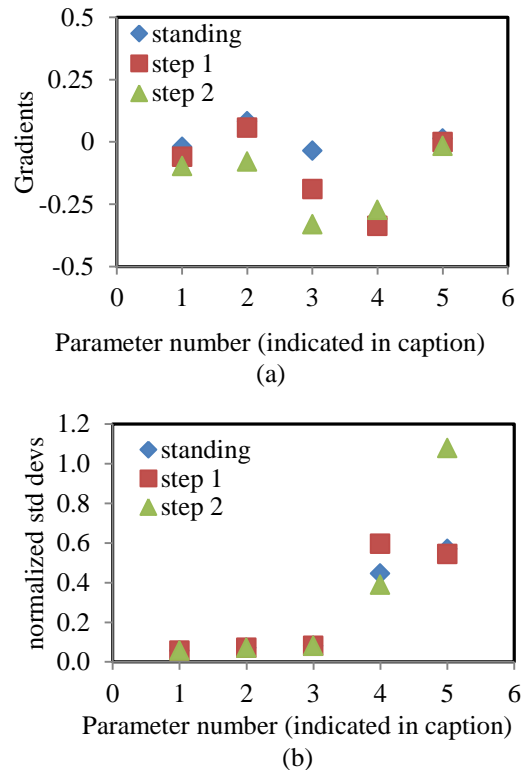 0.5
standing
step 1
0.25
step 2
0
Gradients
-0.25
-0.5
0 1 2 3 4 5 6
Parameter number (indicated in caption)
(a)
1.2
standing
1.0
step 1
step 2
0.8
normalized std devs
0.6
0.4
0.2
0.0
0 1 2 3 4 5 6
Parameter number (indicated in caption)
(b)